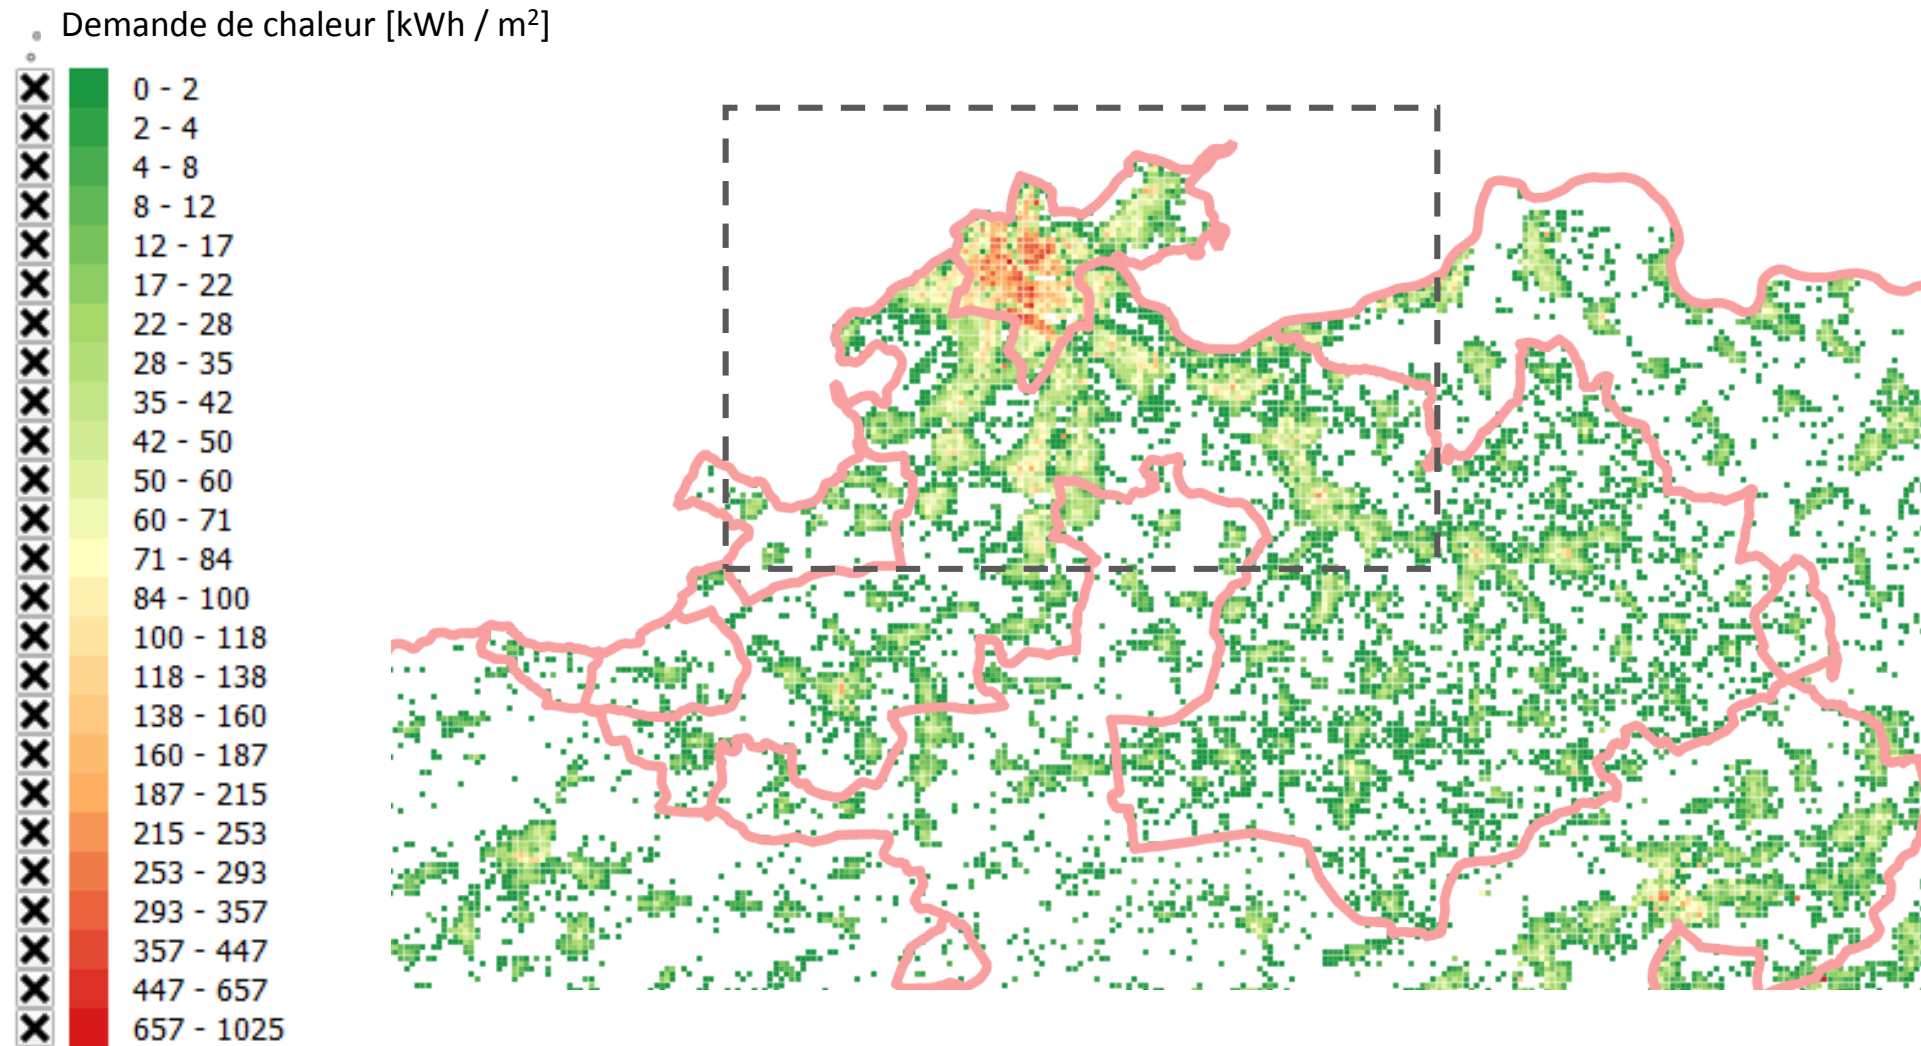 Demande de chaleur [kWh / m²]
0 - 2
2 - 4
4 - 8
8 - 12
12 - 17
17 - 22
22 - 28
28 - 35
35 - 42
42 - 50
50 - 60
60 - 71
71 - 84
84 - 100
100 - 118
118 - 138
138 - 160
160 - 187
187 - 215
215 - 253
253 - 293
293 - 357
357 - 447
447 - 657
657 - 1025